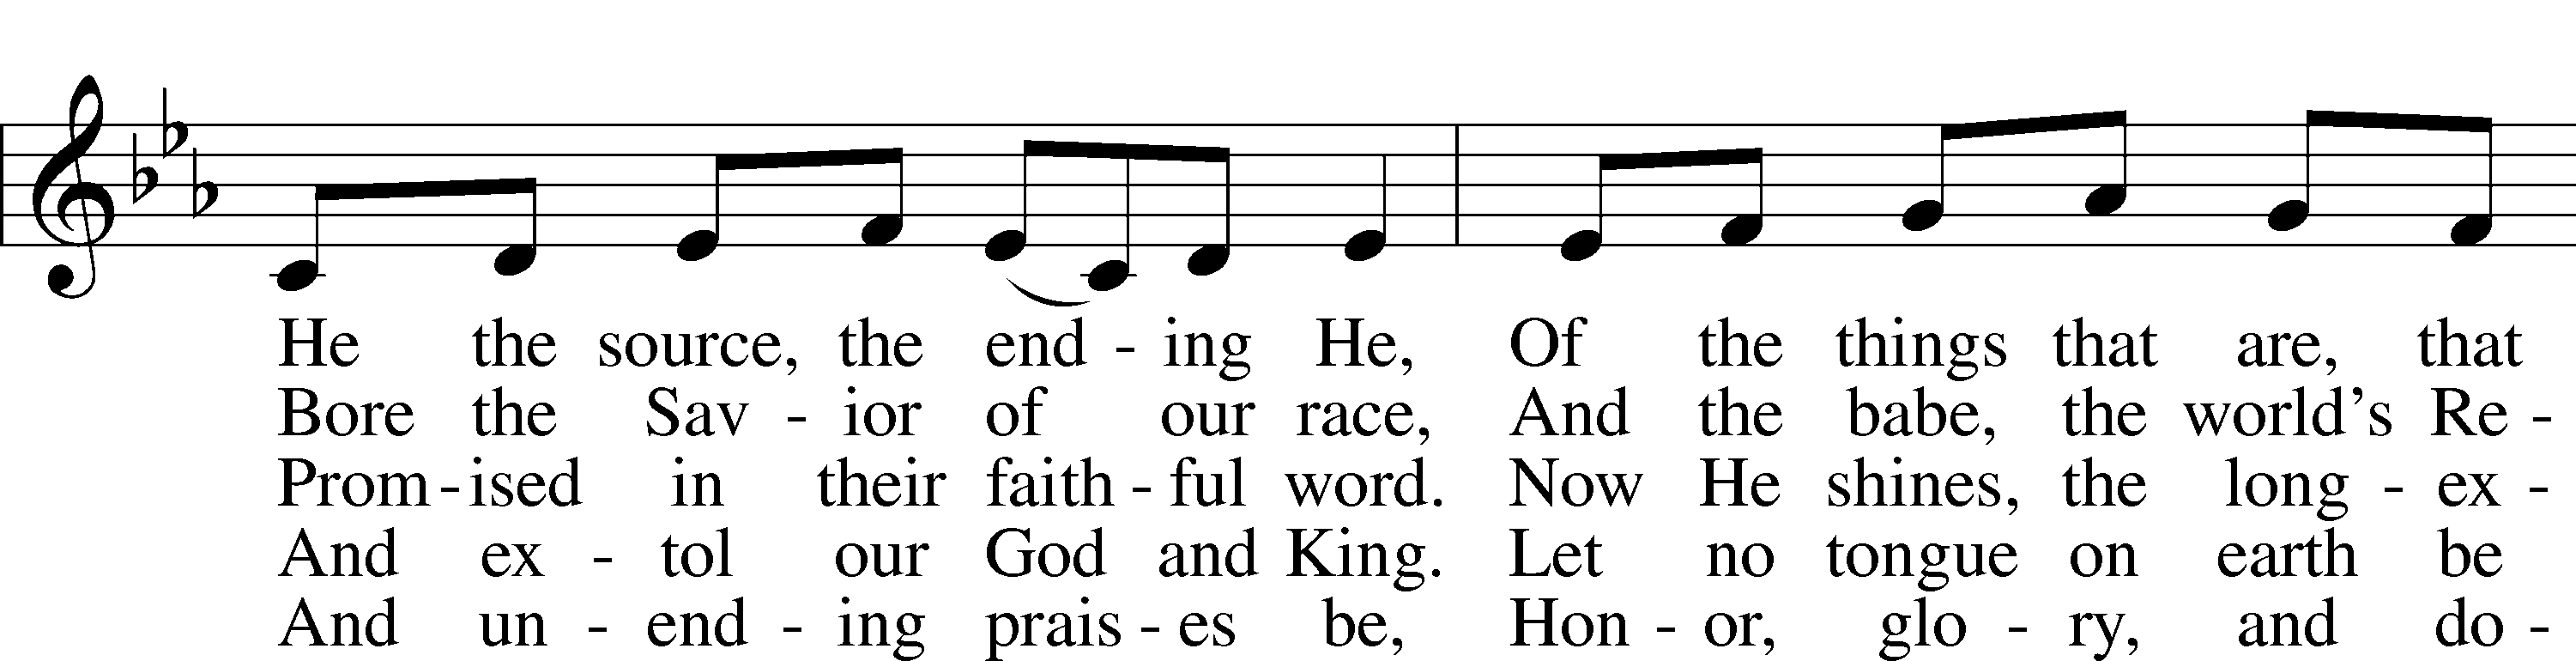 He the source, the end - ing He, Of the things that are, that
Bore the Sav - ior of our race, And the babe, the world's Re -
Prom - ised in their faith - ful word. Now He shines, the long - ex -
And ex - tol our God and King. Let no tongue on earth be
And un - end - ing prais - es be, Hon - or, glo - ry, and do -